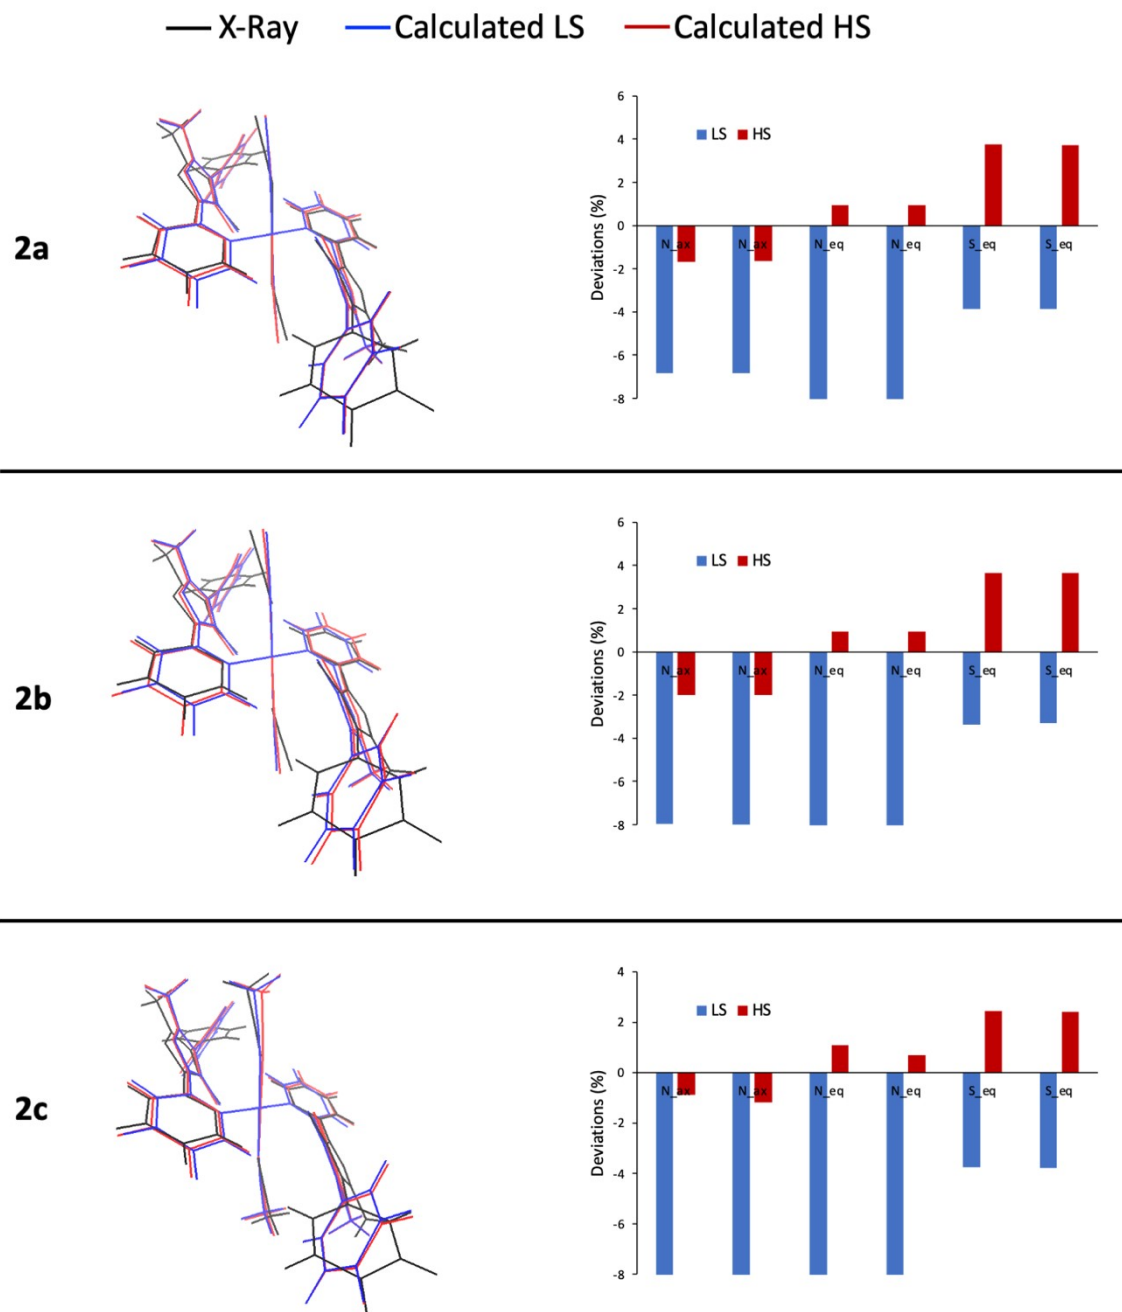 X-Ray Calculated LS Calculated HS
2a
6
4
2
0
-2
-4
-6
-8
Deviations (%)
LS HS
N_ax N_ax N_eq N_eq S_eq S_eq
2b
6
4
2
0
-2
-4
-6
-8
Deviations (%)
LS HS
N_ax N_ax N_eq N_eq S_eq S_eq
2c
4
2
0
-2
-4
-6
-8
Deviations (%)
LS HS
N_ax N_ax N_eq N_eq S_eq S_eq